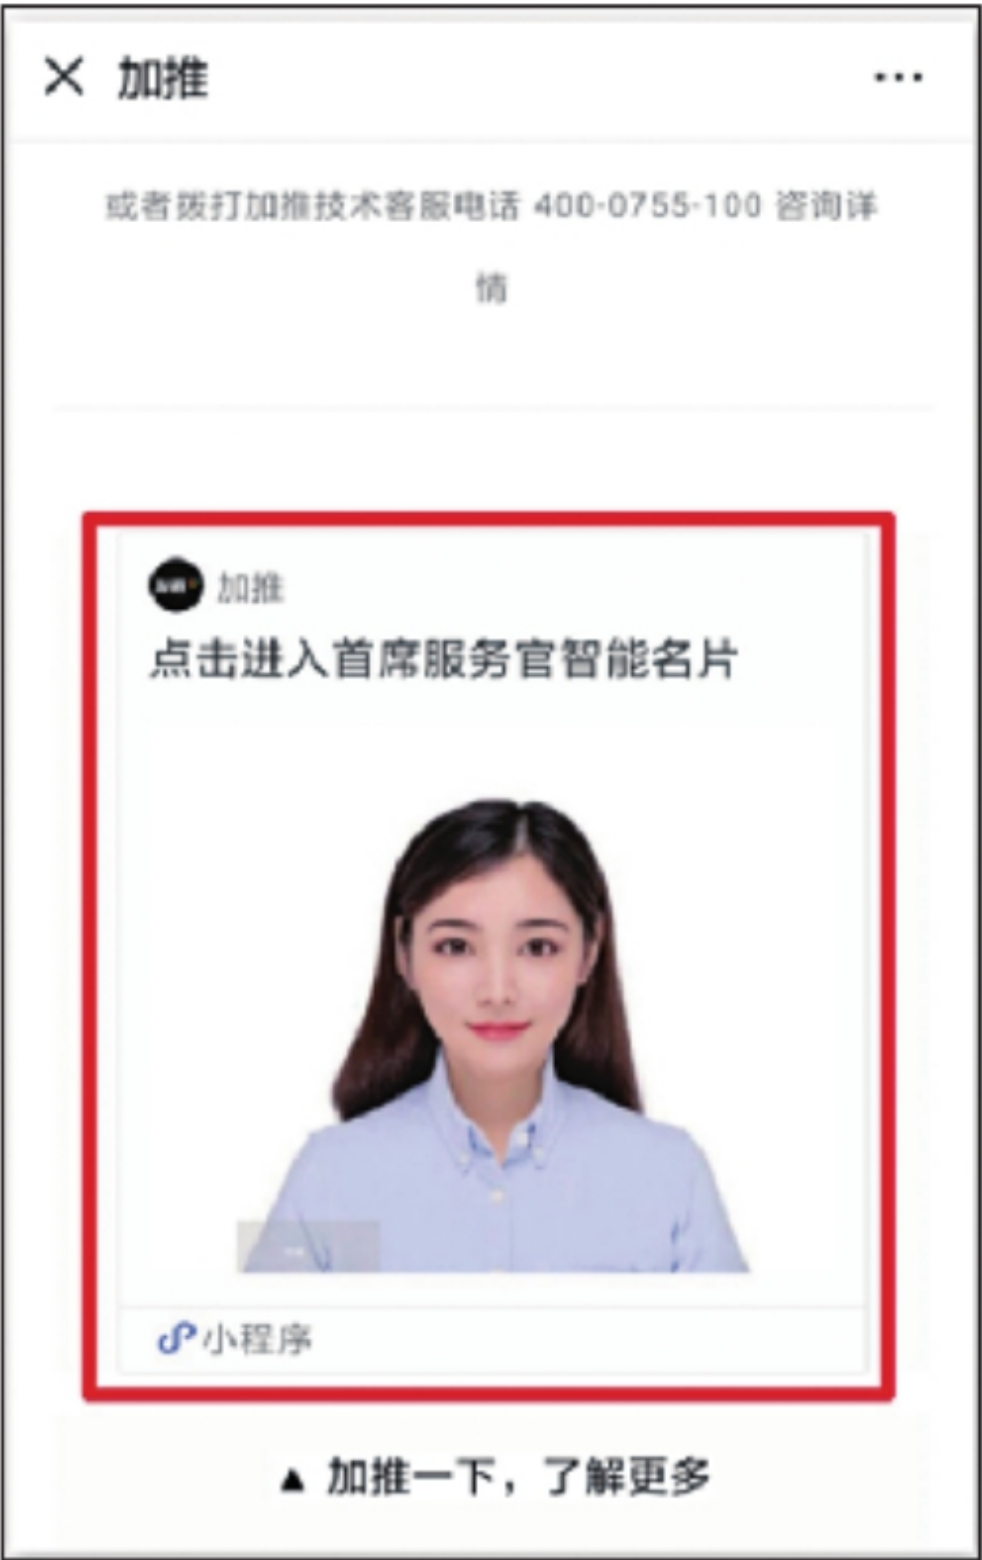 加推
或者拨打加推技术客服电话 400-0755-100 咨询详
情
加推
点击进入首席服务官智能名片
小程序
▲ 加推一下，了解更多